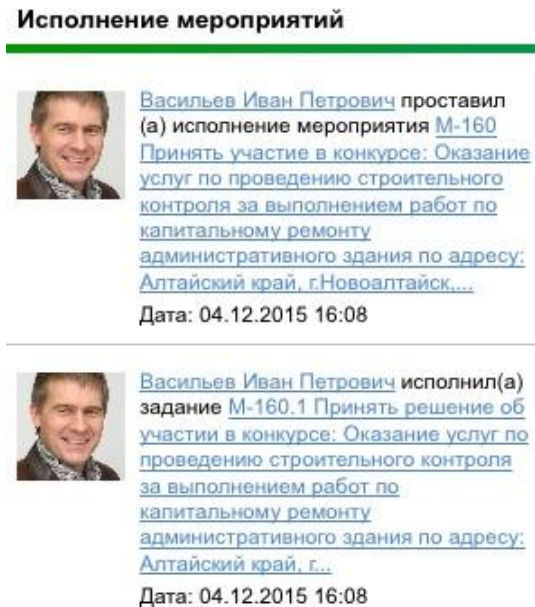 Исполнение мероприятий
Васильев Иван Петрович проставил
(а) исполнение мероприятия М-160
Принять участие в конкурсе: Оказание
услуг по проведению строительного
контроля за выполнением работ по
капитальному ремонту
административного здания по адресу:
Алтайский край, г.Новоалтайск,...
Дата: 04.12.2015 16:08
Васильев Иван Петрович исполнил(а)
задание М-160.1 Принять решение об
участии в конкурсе: Оказание услуг по
проведению строительного контроля
за выполнением работ по
капитальному ремонту
административного здания по адресу:
Алтайский край, г...
Дата: 04.12.2015 16:08